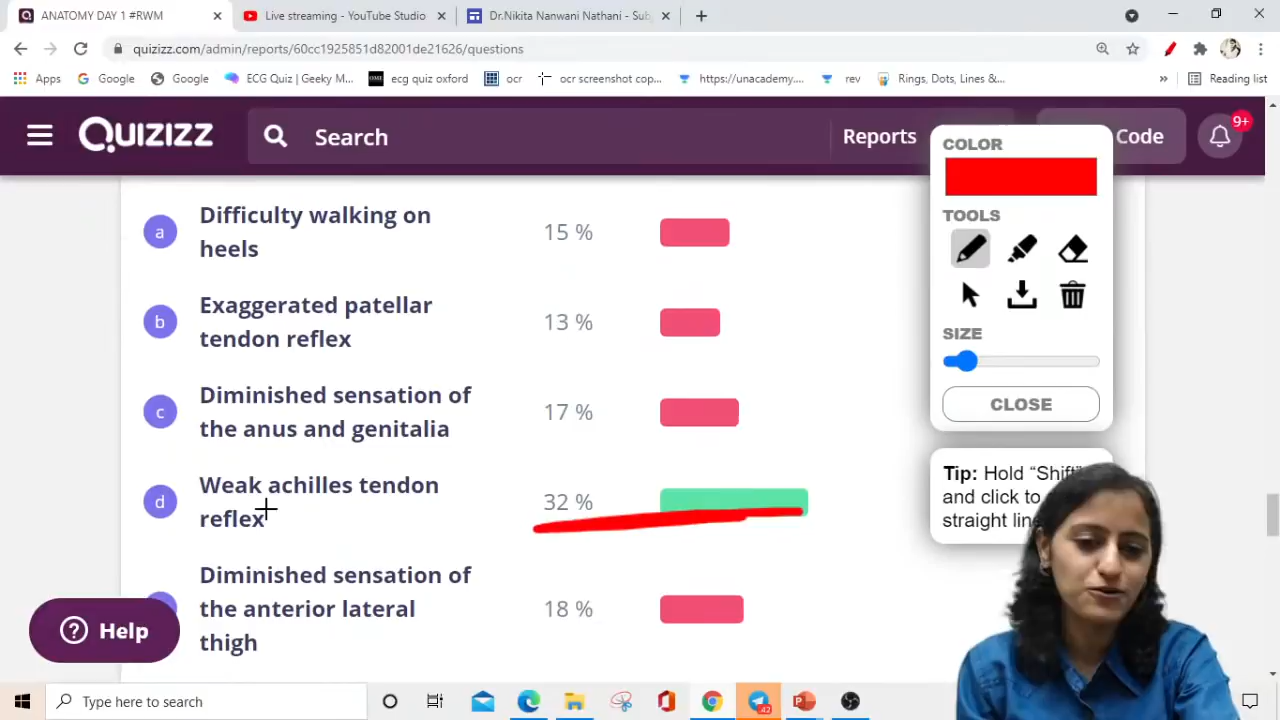 ANATOMY DAY 1 #RWM
Live streaming - YouTube Studio
Dr.Nikita Nanwani Nathani - Sub
quizizz.com/admin/reports/60cc1925851d82001de21626/questions
Apps
Google
Google
ECG Quiz | Geeky M...
ecg quiz oxford
ocr
ocr screenshot cop...
https://unacademy....
rev
Rings, Dots, Lines &...
»
Reading list
Quizizz
Search
Reports
Code
9+
COLOR
TOOLS
SIZE
CLOSE
Tip: Hold “Shift”
and click to
straight lin
a
Difficulty walking on
heels
15 %
b
Exaggerated patellar
tendon reflex
13 %
c
Diminished sensation of
the anus and genitalia
17 %
d
Weak achilles tendon
reflex
32 %
Diminished sensation of
the anterior lateral
thigh
18 %
Help
Type here to search
42